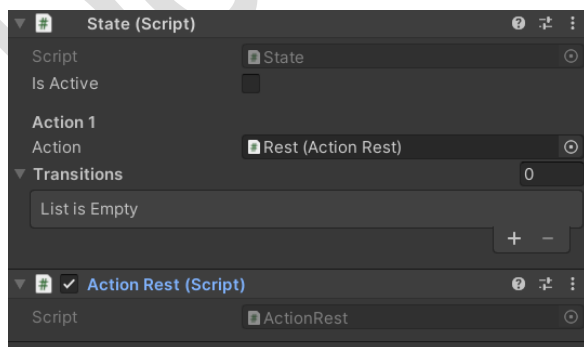 State (Script)
Script State
Is Active
Action 1
Action Rest (Action Rest)
Transitions 0
List is Empty
+ −
Action Rest (Script)
Script ActionRest